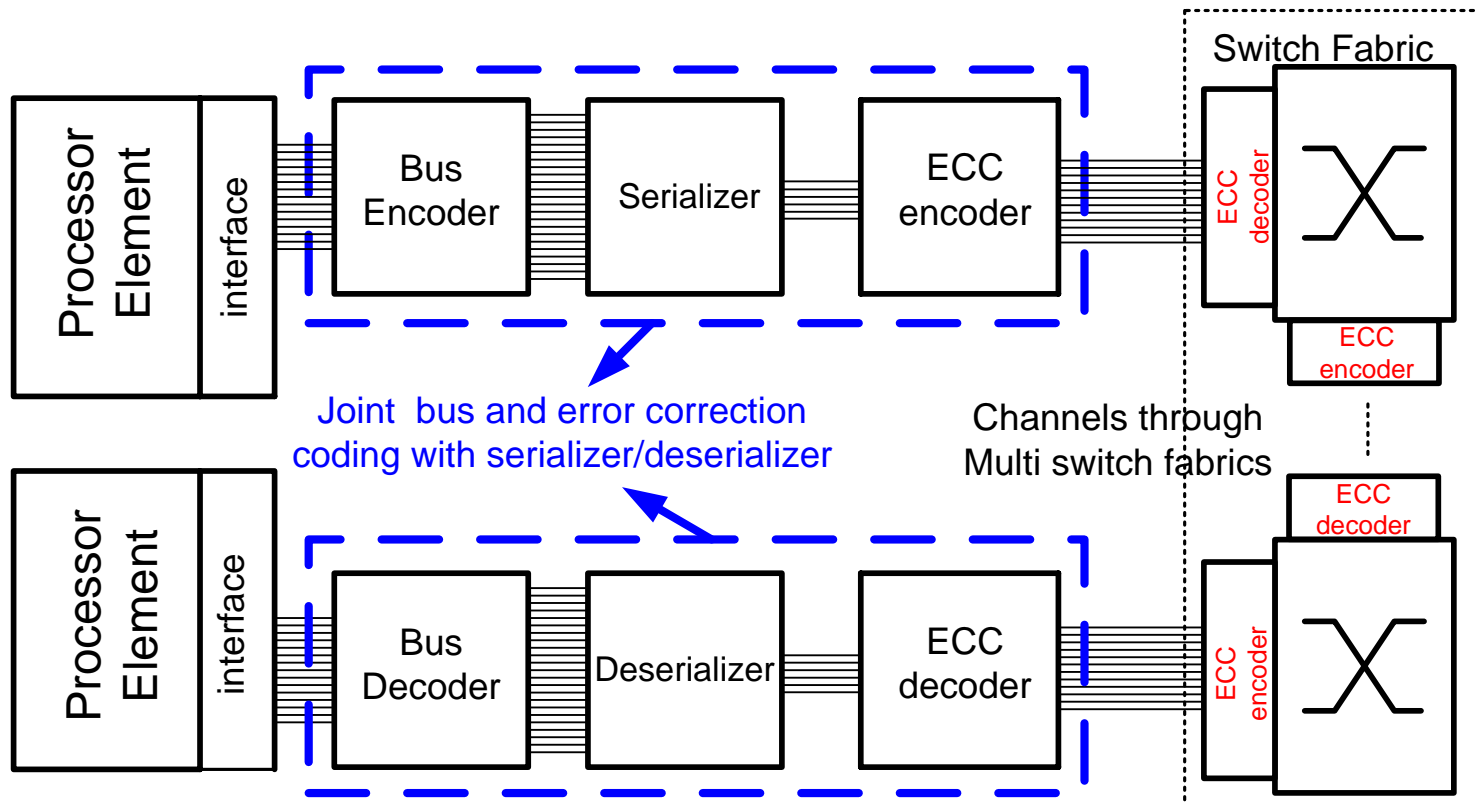 Switch Fabric
Processor
Element
interface
Bus
Encoder
Serializer
ECC
encoder
ECC
decoder
ECC
encoder
Joint bus and error correction
coding with serializer/deserializer
Channels through
Multi switch fabrics
Processor
Element
interface
Bus
Decoder
Deserializer
ECC
decoder
ECC
encoder
ECC
decoder